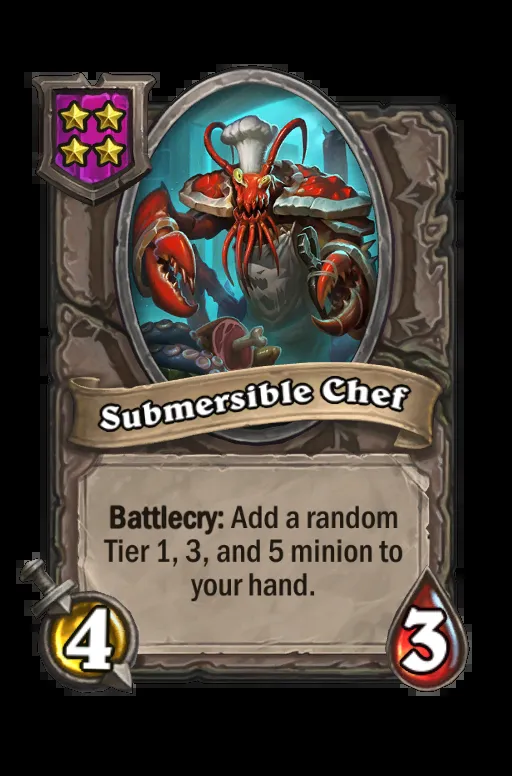 Submersible Chef
Battlecry: Add a random
Tier 1, 3, and 5 minion to
your hand.
4
3